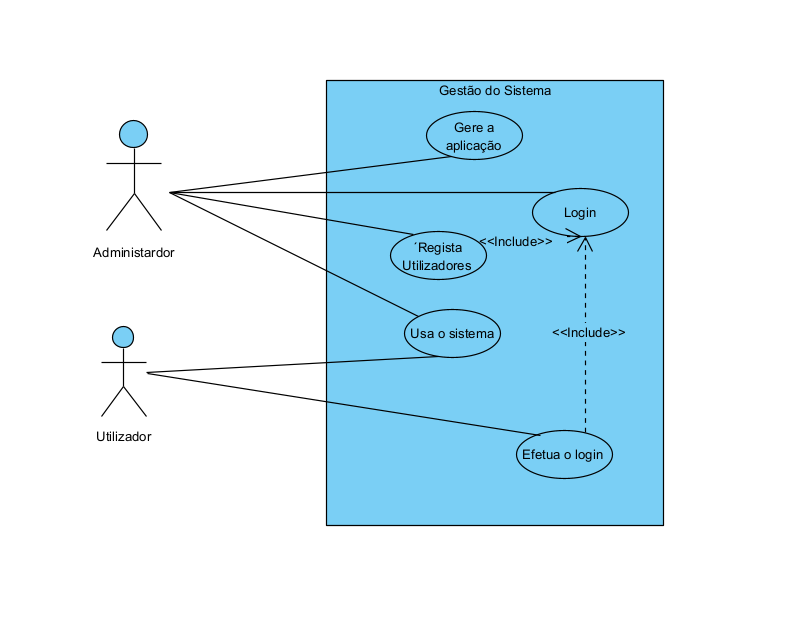 Gestão do Sistema
Gere a
aplicação
Login
Administardor
´Regista
Utilizadores
<<Include>>
Usa o sistema
<<Include>>
Utilizador
Efetua o login